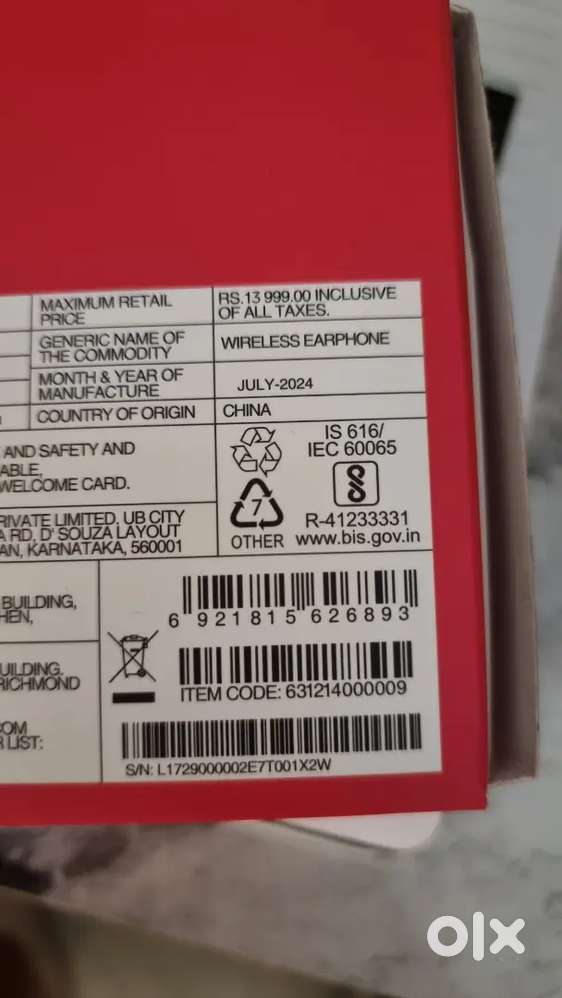 MAXIMUM RETAIL
PRICE
RS.13 999.00 INCLUSIVE
OF ALL TAXES.
GENERIC NAME OF
THE COMMODITY
WIRELESS EARPHONE
MONTH & YEAR OF
MANUFACTURE
JULY-2024
COUNTRY OF ORIGIN
CHINA
AND SAFETY AND
ABLE,
WELCOME CARD.
IS 616/
IEC 60065
7
OTHER
R-41233331
www.bis.gov.in
RIVATE LIMITED. UB CITY
A RD, D' SOUZA LAYOUT
AN, KARNATAKA, 560001
BUILDING,
HEN,
6 921815 626893
UILDING.
RICHMOND
ITEM CODE: 631214000009
COM
R LIST:
S/N: L1729000002E7T001X2W
olx